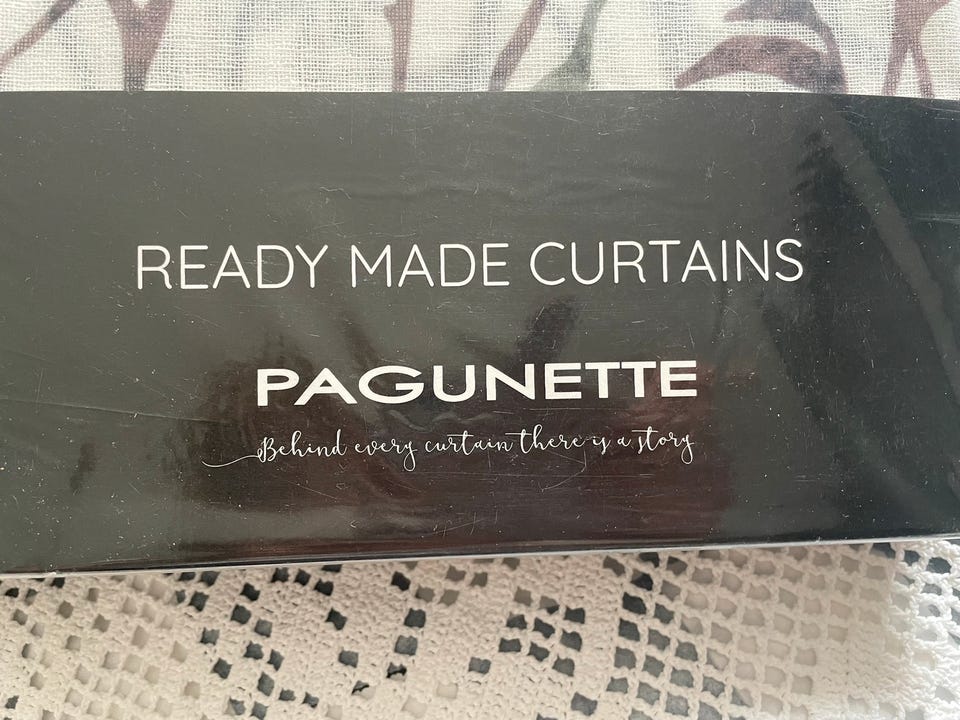 READY MADE CURTAINS
PAGUNETTE
Behind every curtain there is a story